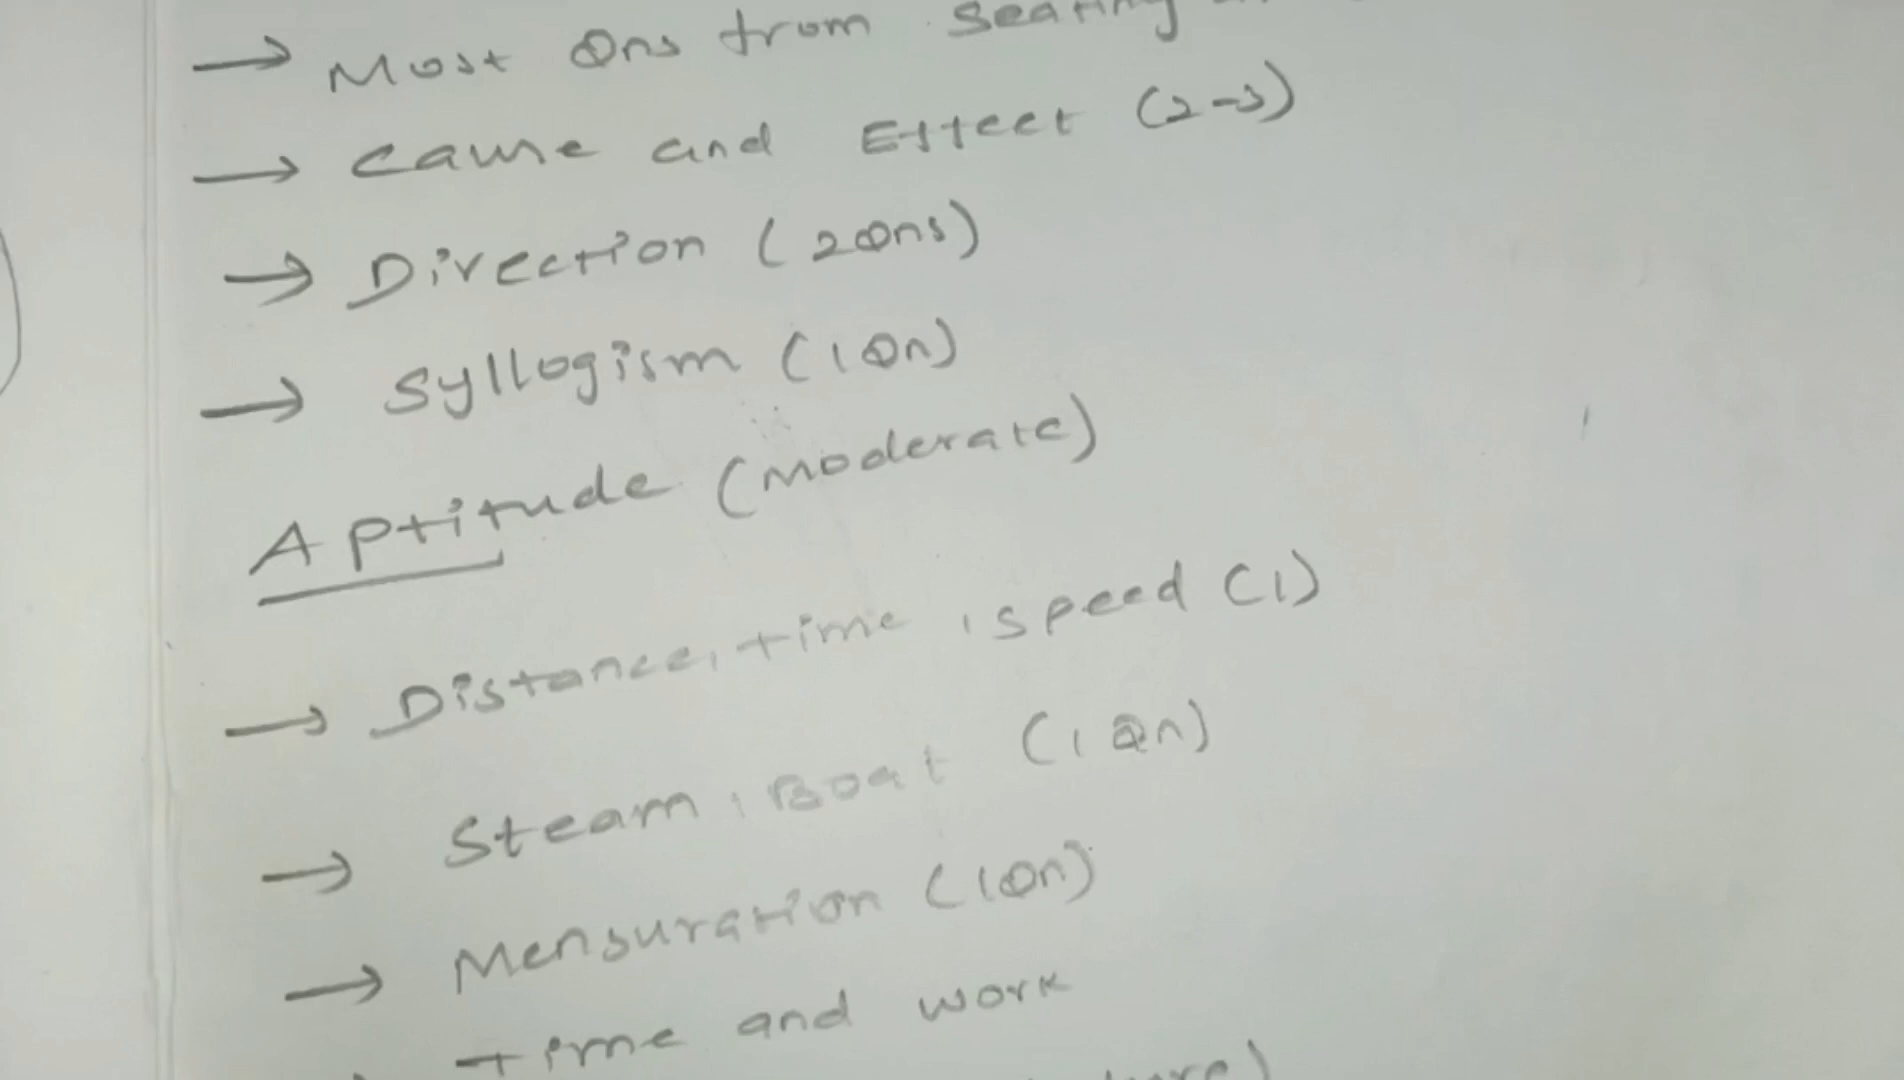 → Most Qns from Seating
→ Cause and Effect (2-3)
→ Direction (2Qns)
→ Syllogism (1Qn)
Aptitude (Moderate)
→ Distance, time, speed (1)
→ Steam, Boat (1Qn)
→ Mensuration (1Qn)
Time and work